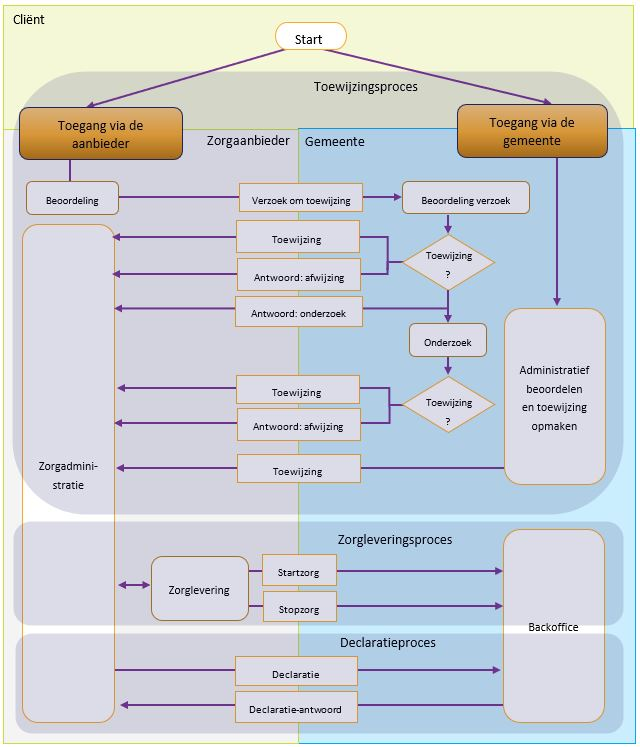 Cliënt
Start
Toewijzingsproces
Toegang via de
aanbieder
Toegang via de
gemeente
Zorgaanbieder
Gemeente
Beoordeling
Verzoek om toewijzing
Beoordeling verzoek
Toewijzing
Toewijzing
?
Antwoord: afwijzing
Antwoord: onderzoek
Onderzoek
Administratief
beoordelen
en toewijzing
opmaken
Toewijzing
Toewijzing
?
Antwoord: afwijzing
Zorgadmini-
stratie
Toewijzing
Zorgleveringsproces
Startzorg
Zorglevering
Stopzorg
Backoffice
Declaratieproces
Declaratie
Declaratie-antwoord